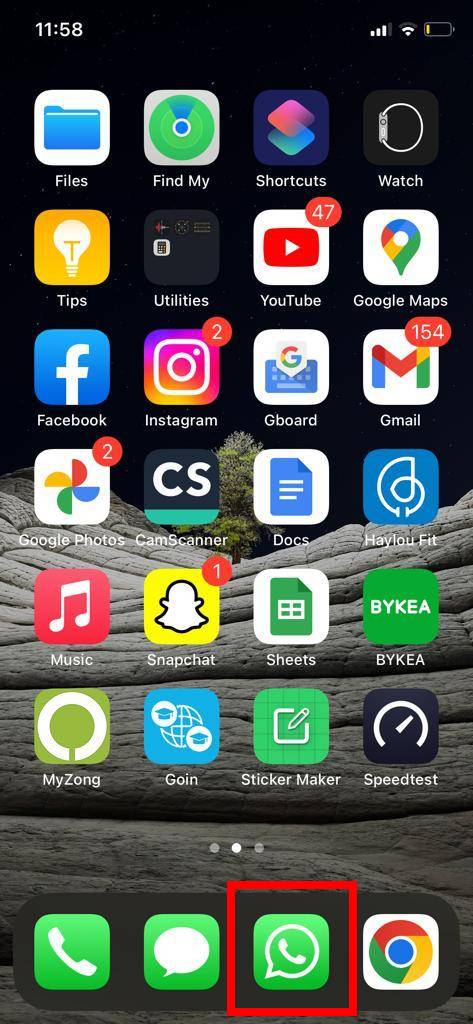 11:58
Files Find My Shortcuts Watch
47
Tips Utilities YouTube Google Maps
2 154
Facebook Instagram Gboard Gmail
2 CS
Google Photos CamScanner Docs Haylou Fit
1
BYKEA
Music Snapchat Sheets BYKEA
MyZong Goin Sticker Maker Speedtest